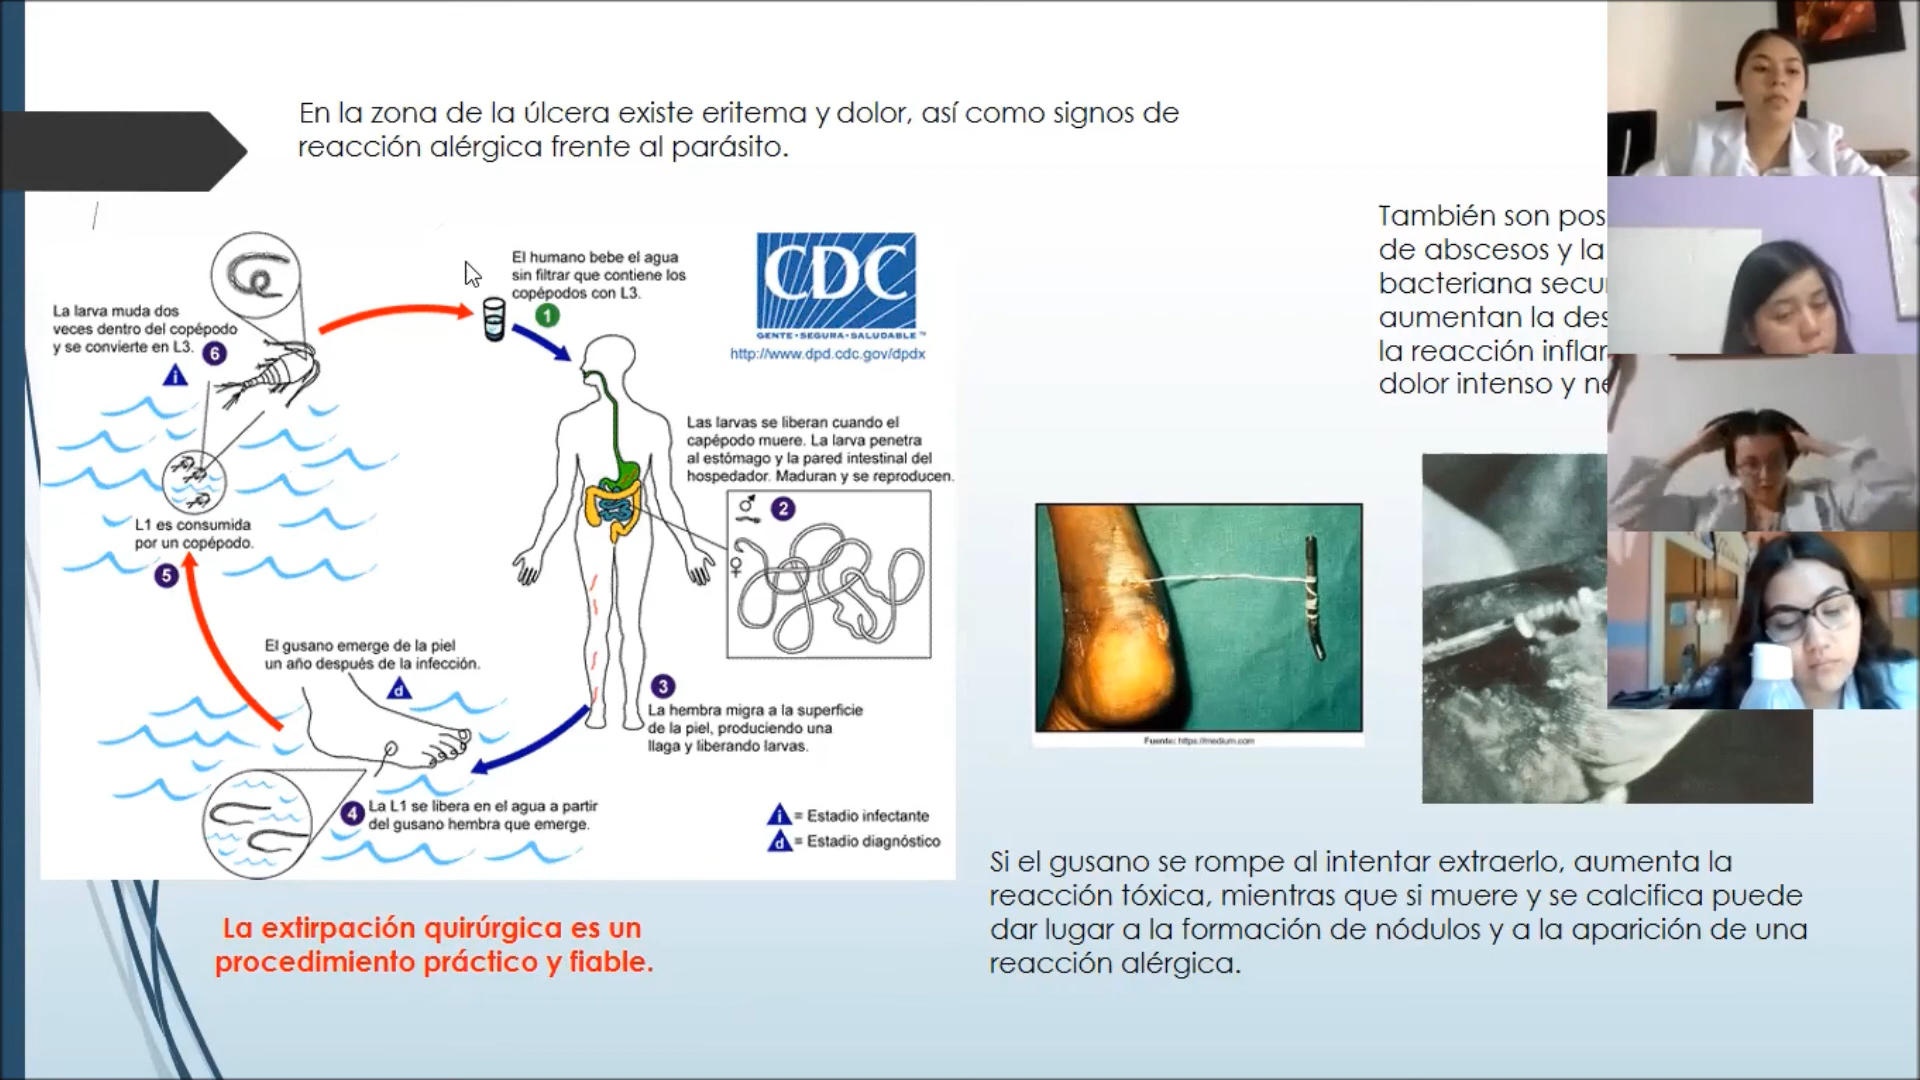 En la zona de la úlcera existe eritema y dolor, así como signos de
reacción alérgica frente al parásito.
También son
de abscesos y la
bacteriana
aumentan la
la reacción
dolor intenso y
CDC
GENTE•SEGURA•SALUDABLE™
http://www.dpd.cdc.gov/dpdx
El humano bebe el agua
sin filtrar que contiene los
copépodos con L3.
1
La larva muda dos
veces dentro del copépodo
y se convierte en L3.
6
i
Las larvas se liberan cuando el
capépodo muere. La larva penetra
al estómago y la pared intestinal del
hospedador. Maduran y se reproducen.
2
♂
♀
L1 es consumida
por un copépodo.
5
El gusano emerge de la piel
un año después de la infección.
d
3
La hembra migra a la superficie
de la piel, produciendo una
llaga y liberando larvas.
4
La L1 se libera en el agua a partir
del gusano hembra que emerge.
i = Estadio infectante
d = Estadio diagnóstico
Fuente: https://medium.com
Si el gusano se rompe al intentar extraerlo, aumenta la
reacción tóxica, mientras que si muere y se calcifica puede
dar lugar a la formación de nódulos y a la aparición de una
reacción alérgica.
La extirpación quirúrgica es un
procedimiento práctico y fiable.